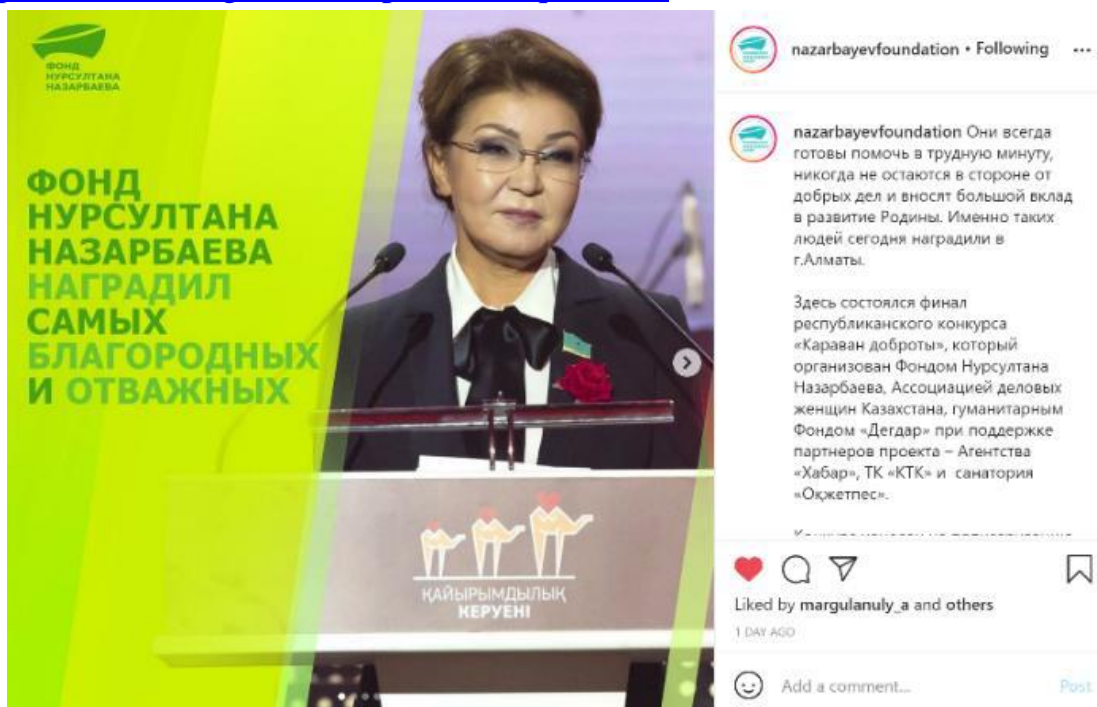 ФОНД
НУРСУЛТАНА
НАЗАРБАЕВА
ФОНД
НУРСУЛТАНА
НАЗАРБАЕВА
НАГРАДИЛ
САМЫХ
БЛАГОРОДНЫХ
И ОТВАЖНЫХ
ҚАЙЫРЫМДЫЛЫҚ
КЕРУЕНІ
nazarbayevfoundation • Following
nazarbayevfoundation Они всегда
готовы помочь в трудную минуту,
никогда не остаются в стороне от
добрых дел и вносят большой вклад
в развитие Родины. Именно таких
людей сегодня наградили в
г.Алматы.
Здесь состоялся финал
республиканского конкурса
«Караван доброты», который
организован Фондом Нурсултана
Назарбаева, Ассоциацией деловых
женщин Казахстана, гуманитарным
Фондом «Дегдар» при поддержке
партнеров проекта – Агентства
«Хабар», ТК «КТК» и санатория
«Оқжетпес».
Liked by margulanuly_a and others
1 DAY AGO
Add a comment...
Post